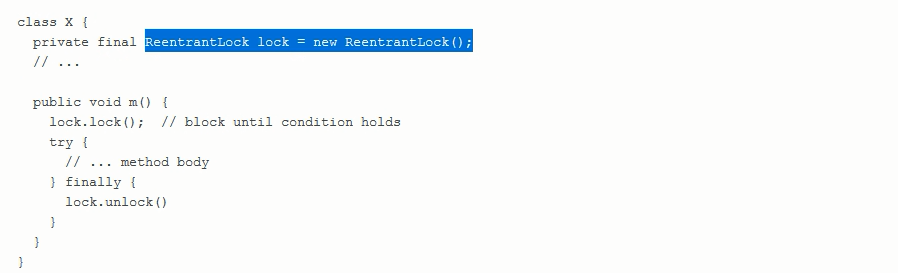 class X {
  private final ReentrantLock lock = new ReentrantLock();
  // ...

  public void m() {
    lock.lock();  // block until condition holds
    try {
      // ... method body
    } finally {
      lock.unlock()
    }
  }
}